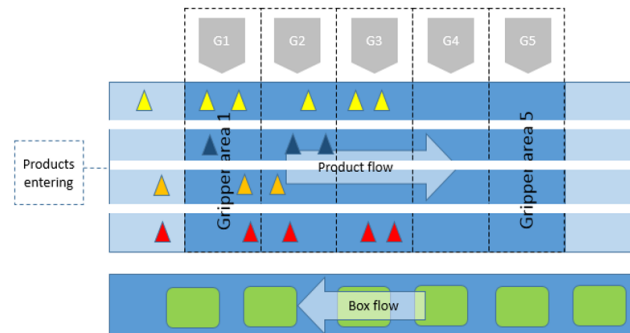 G1
G2
G3
G4
G5
Products
entering
Gripper area 1
Product flow
Gripper area 5
Box flow